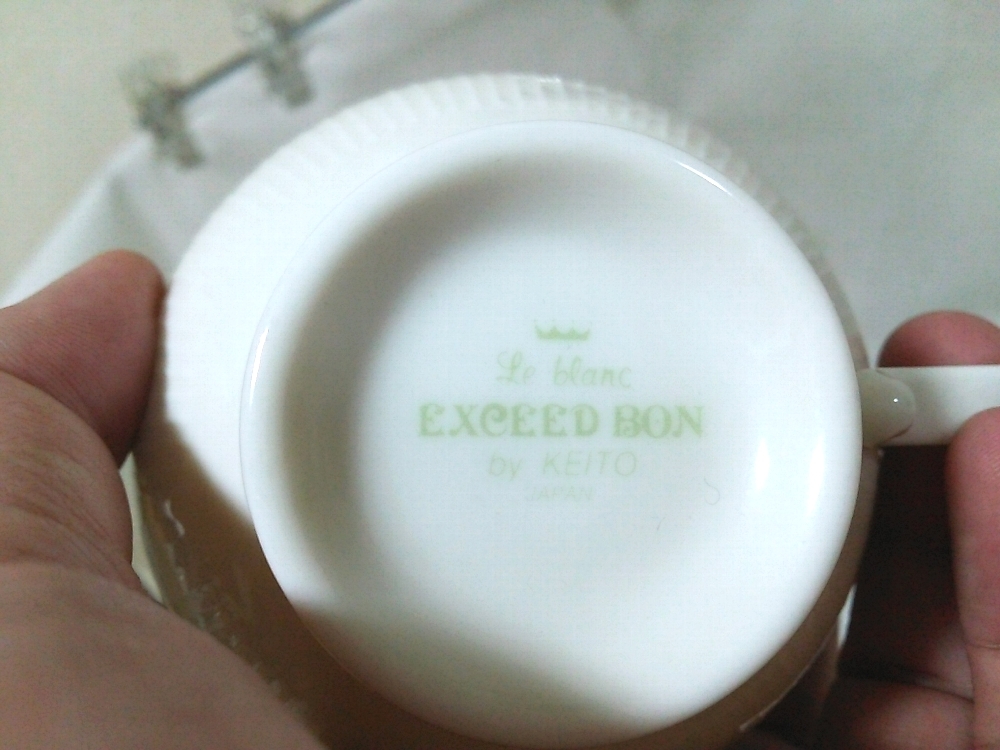 Le blanc
EXCEED BON
by KEITO
JAPAN